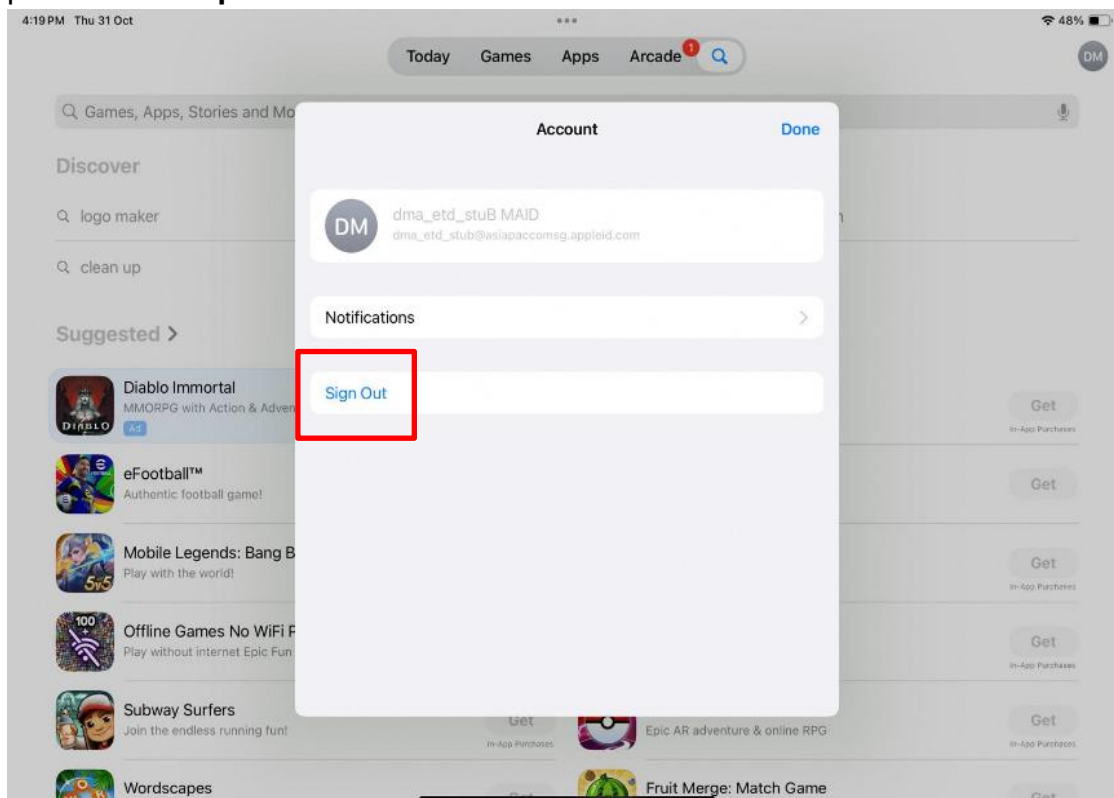 4:19 PM Thu 31 Oct
48%
Today Games Apps Arcade 1
DM
Games, Apps, Stories and Mo
Account Done
Discover
logo maker
DM
dma_etd_stuB MAID
dma_etd_stub@asiapaccomsg.appleid.com
clean up
Notifications
Suggested
Sign Out
Diablo Immortal
MMORPG with Action & Adven
Ad
DIABLO
Get
In-App Purchases
eFootball™
Authentic football game!
Get
Mobile Legends: Bang B
Play with the world!
5v5
Get
In-App Purchases
100
+
Offline Games No WiFi P
Play without internet Epic Fun
Get
In-App Purchases
Subway Surfers
Join the endless running fun!
Get
In-App Purchases
Epic AR adventure & online RPG
Get
In-App Purchases
Wordscapes
Fruit Merge: Match Game
Get